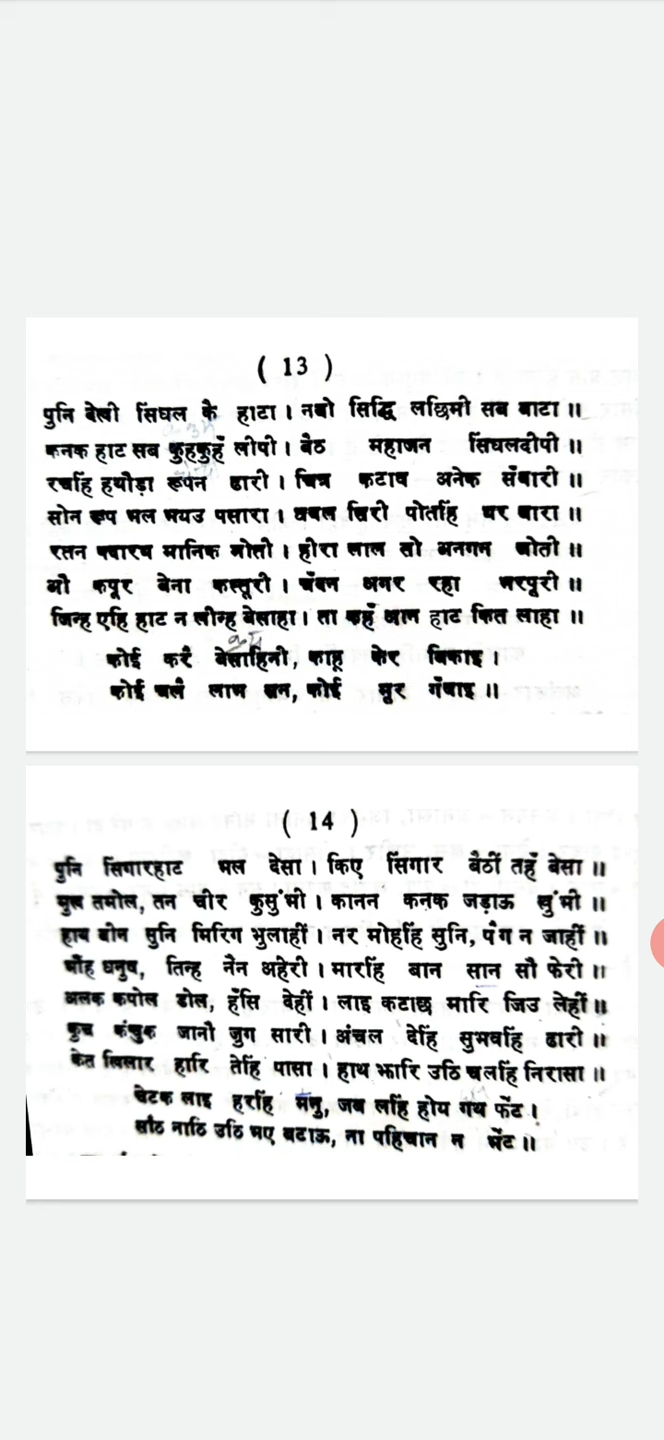 ( 13 )
पुनि देखी सिंघल कै हाटा । नवो सिद्धि लछिमी सब बाटा ॥
कनक हाट सब कुहकुहँ लीपी । बैठ महाजन सिंघलदीपी ॥
रचहिं हथौड़ा रूपन ढारी । चित्र कटाव अनेक सँवारी ॥
सोन रूप भल भयउ पसारा । धवल सिरी पोतहिं घर बारा ॥
रतन पदारथ मानिक मोती । हीरा लाल सो अनगन जोती ॥
औ कपूर बेना कस्तूरी । चंदन अगर रहा भरपूरी ॥
जिन्ह एहि हाट न लीन्ह बेसाहा । ता कहँ आन हाट कित लाहा ॥
कोई करै बेसाहिनी, काहू केर बिकाइ ।
कोई चलै लाभ सन, कोई मूर गँवाइ ॥
( 14 )
पुनि सिंगारहाट भल देसा । किए सिंगार बैठीं तहँ बेसा ॥
मुख तमोल, तन चीर कुसुंभी । कानन कनक जड़ाऊ खुंभी ॥
हाथ बीन सुनि मिरिग भुलाहीं । नर मोहहिं सुनि, पैग न जाहीं ॥
भौंह धनुष, तिन्ह नैन अहेरी । मारहिं बान सान सौ फेरी ॥
अलक कपोल डोल, हँसि देहीं । लाइ कटाछ मारि जिउ लेहीं ॥
कुच कंचुक जानौ जुग सारी । अंचल देहिं सुभवहिं ढारी ॥
केत खिलार हारि तेहिं पासा । हाथ झारि उठि चलहिं निरासा ॥
चेटक लाइ हरहिं मनु, जब लहिं होय गथ फेंट ।
साँठ नाठि उठि भए बटाऊ, ना पहिचान न भेंट ॥